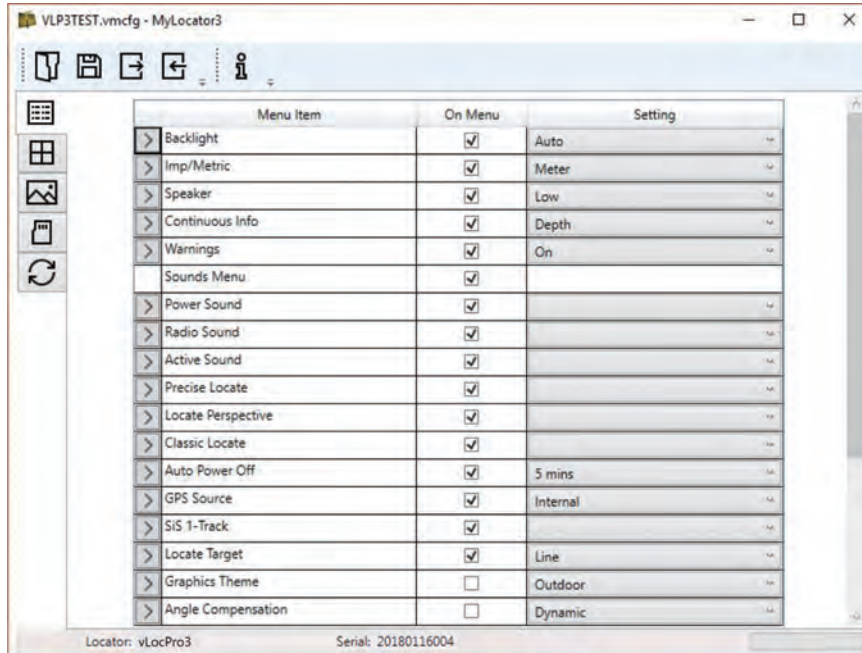 VLP3TEST.vmcfg - MyLocator3
Menu Item On Menu Setting
Backlight Auto
Imp/Metric Meter
Speaker Low
Continuous Info Depth
Warnings On
Sounds Menu
Power Sound
Radio Sound
Active Sound
Precise Locate
Locate Perspective
Classic Locate
Auto Power Off 5 mins
GPS Source Internal
SiS 1-Track
Locate Target Line
Graphics Theme Outdoor
Angle Compensation Dynamic
Locator: vLocPro3 Serial: 20180116004